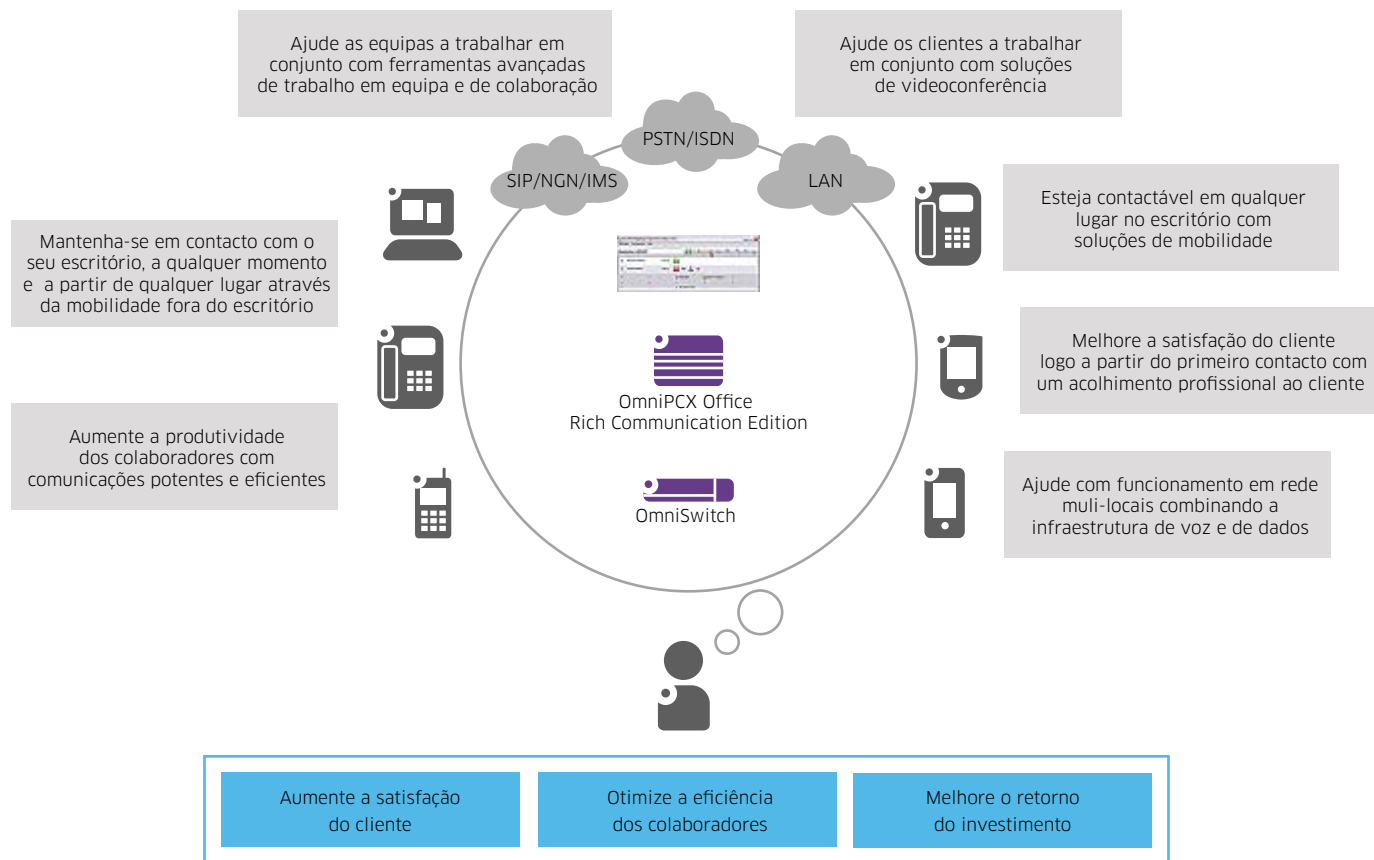 Ajude as equipas a trabalhar em
conjunto com ferramentas avançadas
de trabalho em equipa e de colaboração
Ajude os clientes a trabalhar
em conjunto com soluções
de videoconferência
PSTN/ISDN
SIP/NGN/IMS
LAN
Mantenha-se em contacto com o
seu escritório, a qualquer momento
e a partir de qualquer lugar através
da mobilidade fora do escritório
Esteja contactável em qualquer
lugar no escritório com
soluções de mobilidade
Melhore a satisfação do cliente
logo a partir do primeiro contacto com
um acolhimento profissional ao cliente
OmniPCX Office
Rich Communication Edition
Aumente a produtividade
dos colaboradores com
comunicações potentes e eficientes
OmniSwitch
Ajude com funcionamento em rede
muli-locais combinando a
infraestrutura de voz e de dados
Aumente a satisfação
do cliente
Otimize a eficiência
dos colaboradores
Melhore o retorno
do investimento